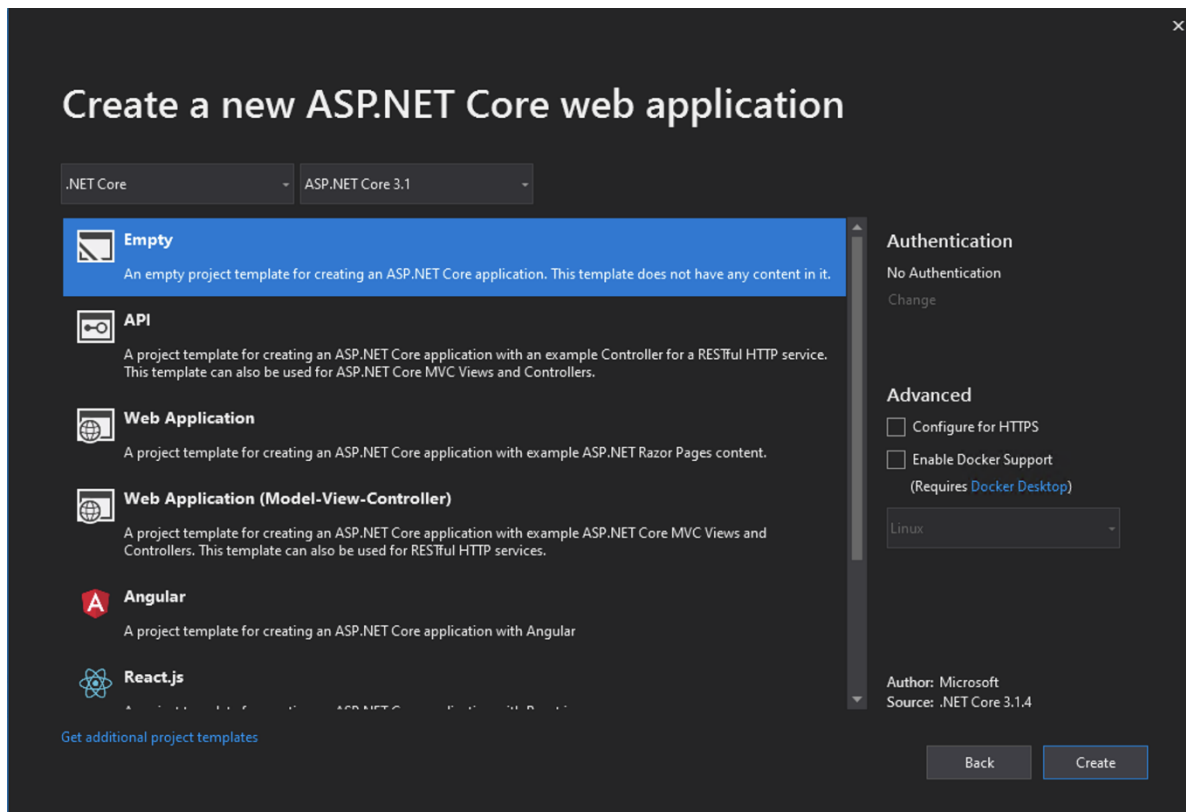 Create a new ASP.NET Core web application
.NET Core
ASP.NET Core 3.1
Empty
An empty project template for creating an ASP.NET Core application. This template does not have any content in it.
API
A project template for creating an ASP.NET Core application with an example Controller for a RESTful HTTP service.
This template can also be used for ASP.NET Core MVC Views and Controllers.
Web Application
A project template for creating an ASP.NET Core application with example ASP.NET Razor Pages content.
Web Application (Model-View-Controller)
A project template for creating an ASP.NET Core application with example ASP.NET Core MVC Views and
Controllers. This template can also be used for RESTful HTTP services.
Angular
A project template for creating an ASP.NET Core application with Angular
React.js
Get additional project templates
Authentication
No Authentication
Change
Advanced
Configure for HTTPS
Enable Docker Support
(Requires Docker Desktop)
Linux
Author: Microsoft
Source: .NET Core 3.1.4
Back
Create